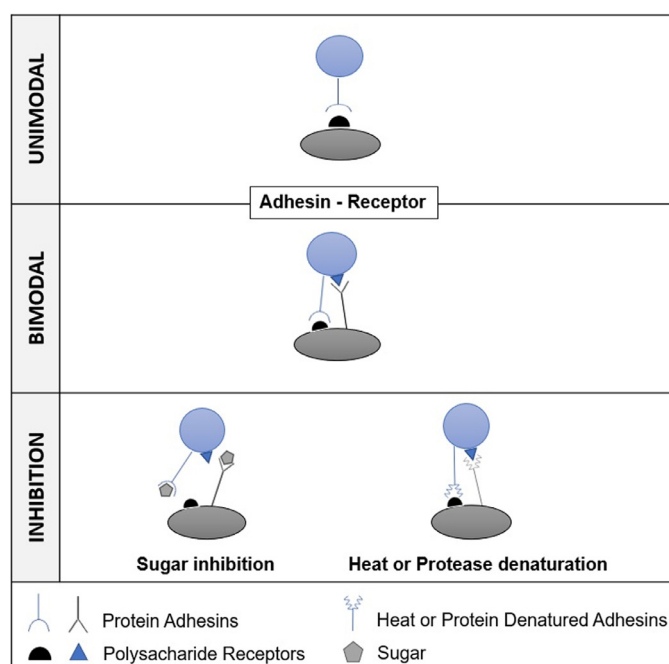 UNIMODAL
Adhesin - Receptor
BIMODAL
INHIBITION
Sugar inhibition
Heat or Protease denaturation
Protein Adhesins
Heat or Protein Denatured Adhesins
Polysacharide Receptors
Sugar